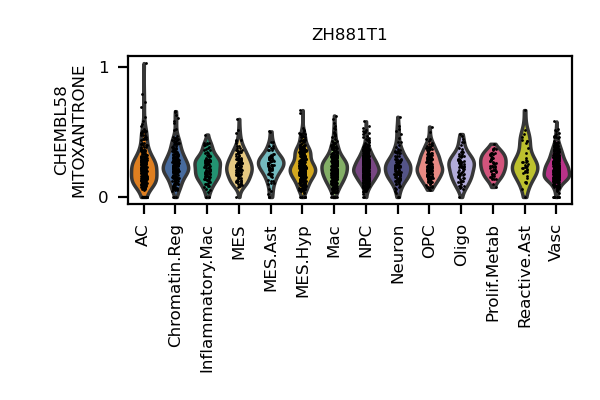 ZH881T1
CHEMBL58
MITOXANTRONE
1
0
AC
Chromatin.Reg
Inflammatory.Mac
MES
MES.Ast
MES.Hyp
Mac
NPC
Neuron
OPC
Oligo
Prolif.Metab
Reactive.Ast
Vasc